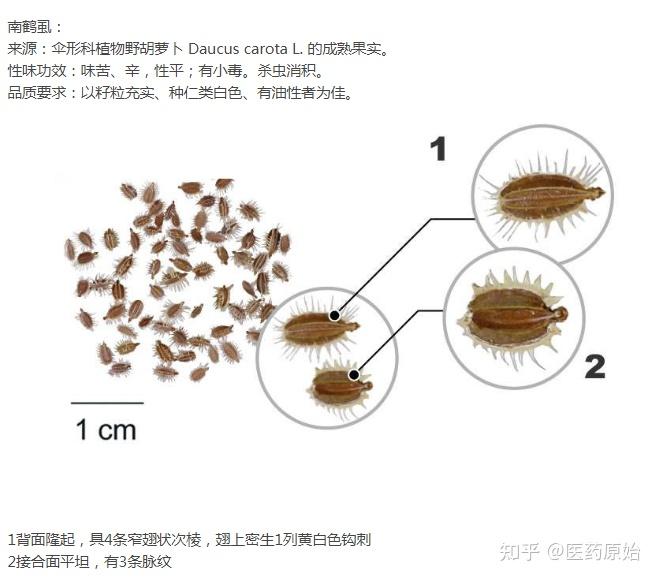 南鹤虱：
来源：伞形科植物野胡萝卜 Daucus carota L. 的成熟果实。
性味功效：味苦、辛，性平；有小毒。杀虫消积。
品质要求：以籽粒充实、种仁类白色、有油性者为佳。
1
2
1 cm
1背面隆起，具4条窄翅状次棱，翅上密生1列黄白色钩刺
2接合面平坦，有3条脉纹
知乎 @医药原始